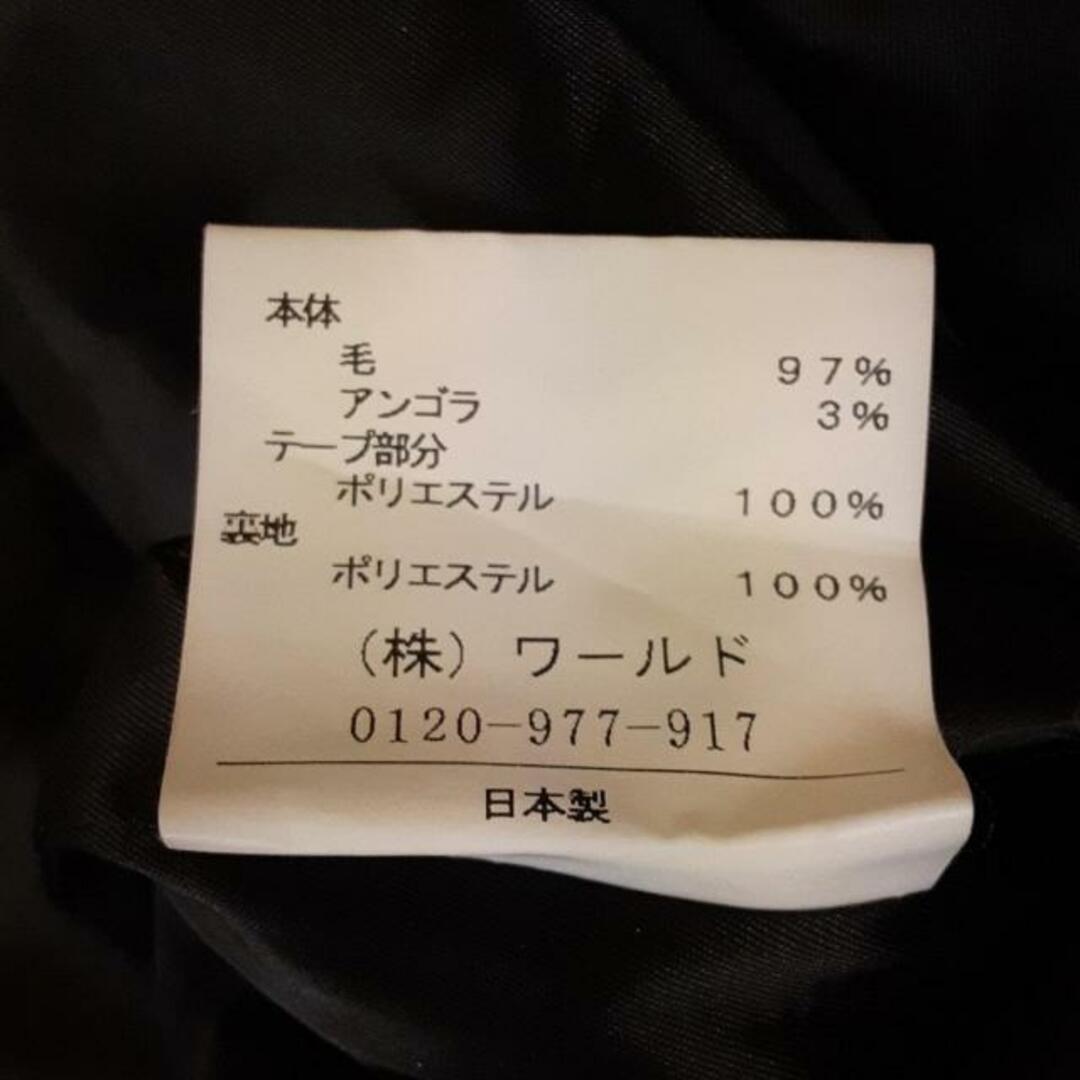 本体
毛 97%
アンゴラ 3%
テープ部分
ポリエステル 100%
裏地
ポリエステル 100%
(株)ワールド
0120-977-917
日本製